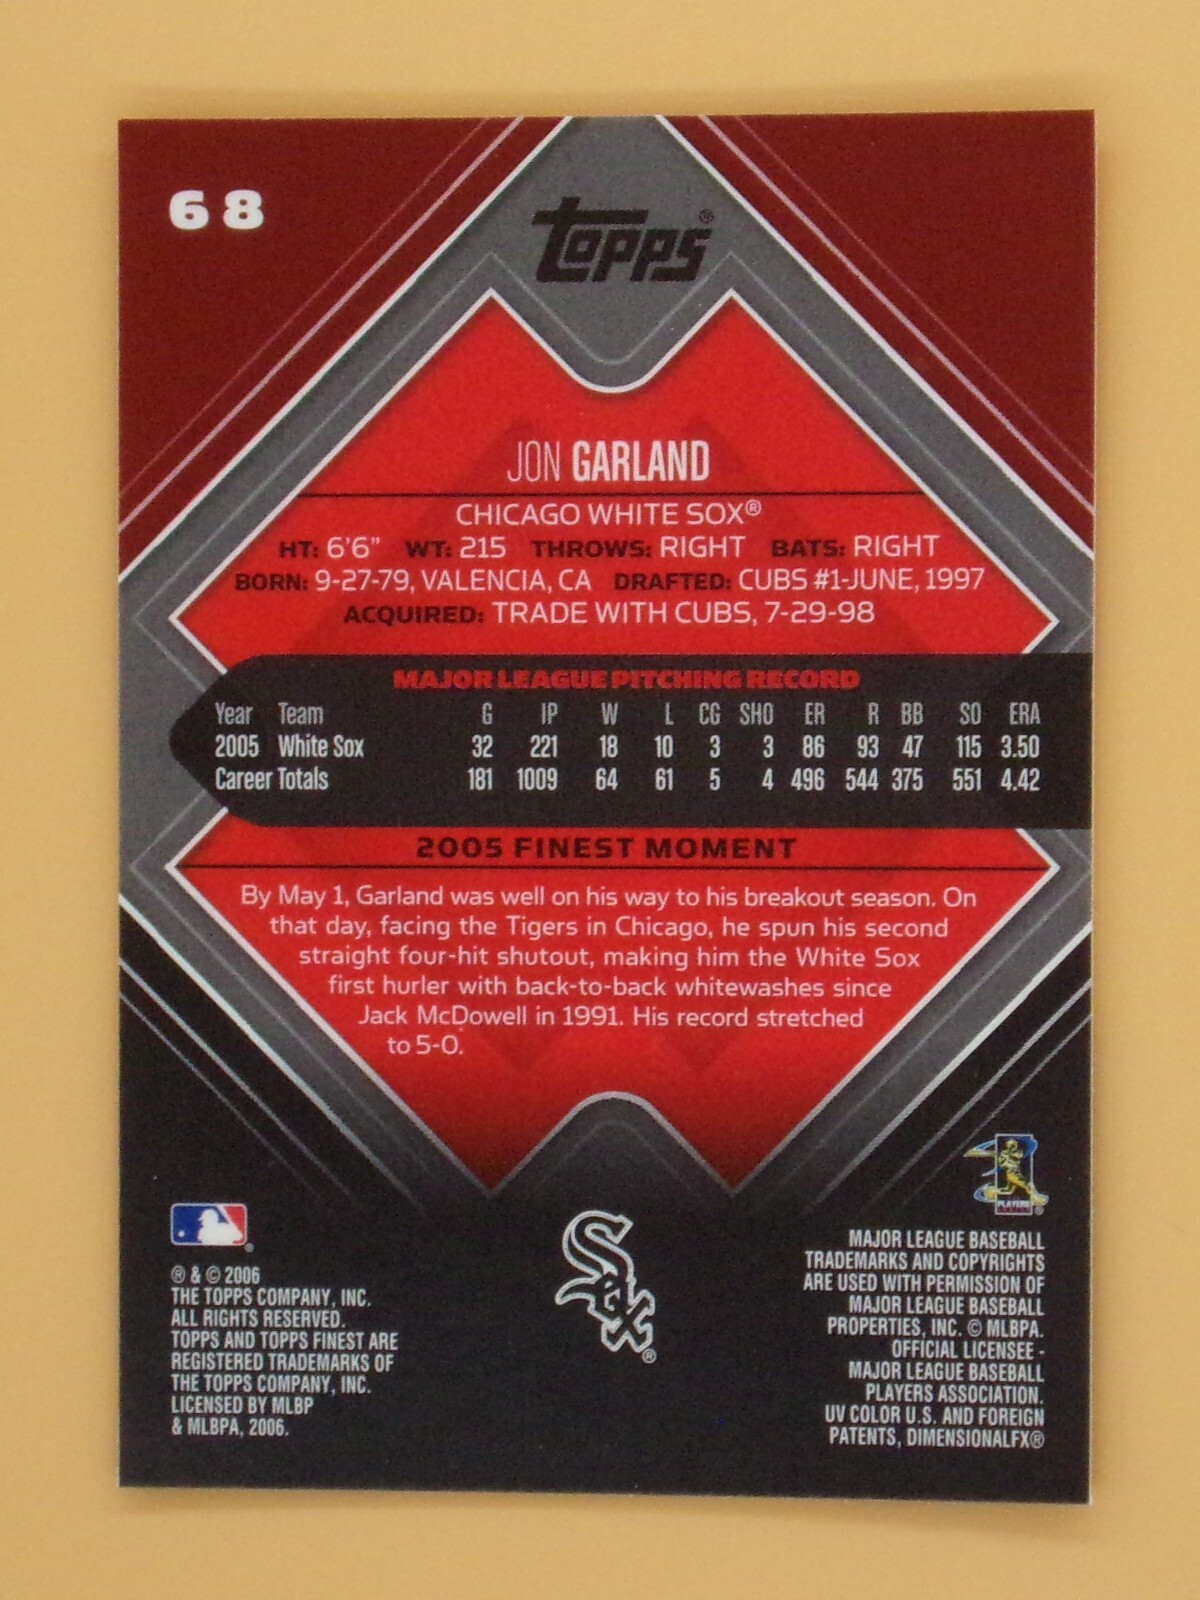 68
topps®
JON GARLAND
CHICAGO WHITE SOX®
HT: 6'6" WT: 215 THROWS: RIGHT BATS: RIGHT
BORN: 9-27-79, VALENCIA, CA DRAFTED: CUBS #1-JUNE, 1997
ACQUIRED: TRADE WITH CUBS, 7-29-98
MAJOR LEAGUE PITCHING RECORD
Year Team G IP W L CG SHO ER R BB SO ERA
2005 White Sox 32 221 18 10 3 3 86 93 47 115 3.50
Career Totals 181 1009 64 61 5 4 496 544 375 551 4.42
2005 FINEST MOMENT
By May 1, Garland was well on his way to his breakout season. On
that day, facing the Tigers in Chicago, he spun his second
straight four-hit shutout, making him the White Sox
first hurler with back-to-back whitewashes since
Jack McDowell in 1991. His record stretched
to 5-0.
® & © 2006
THE TOPPS COMPANY, INC.
ALL RIGHTS RESERVED.
TOPPS AND TOPPS FINEST ARE
REGISTERED TRADEMARKS OF
THE TOPPS COMPANY, INC.
LICENSED BY MLBP
& MLBPA, 2006.
SOX®
PLAYERS
MAJOR LEAGUE BASEBALL
TRADEMARKS AND COPYRIGHTS
ARE USED WITH PERMISSION OF
MAJOR LEAGUE BASEBALL
PROPERTIES, INC. © MLBPA.
OFFICIAL LICENSEE -
MAJOR LEAGUE BASEBALL
PLAYERS ASSOCIATION.
UV COLOR U.S. AND FOREIGN
PATENTS, DIMENSIONALFX®